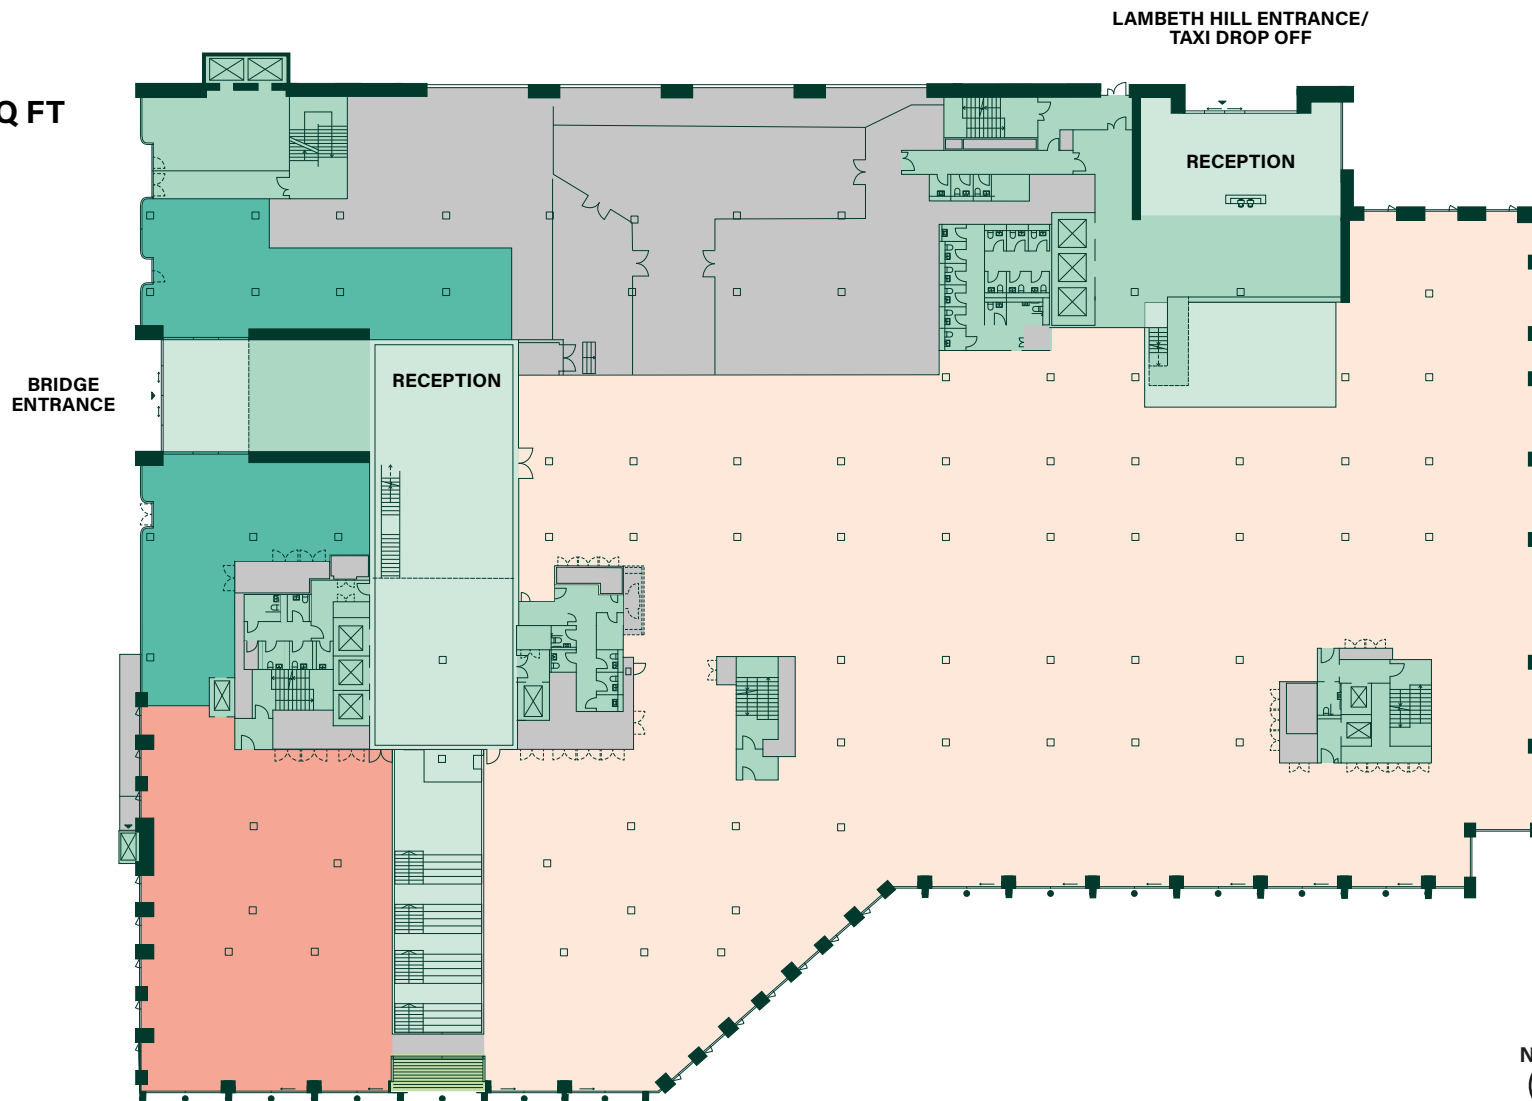 LAMBETH HILL ENTRANCE/
TAXI DROP OFF
Q FT
RECEPTION
RECEPTION
BRIDGE
ENTRANCE
N